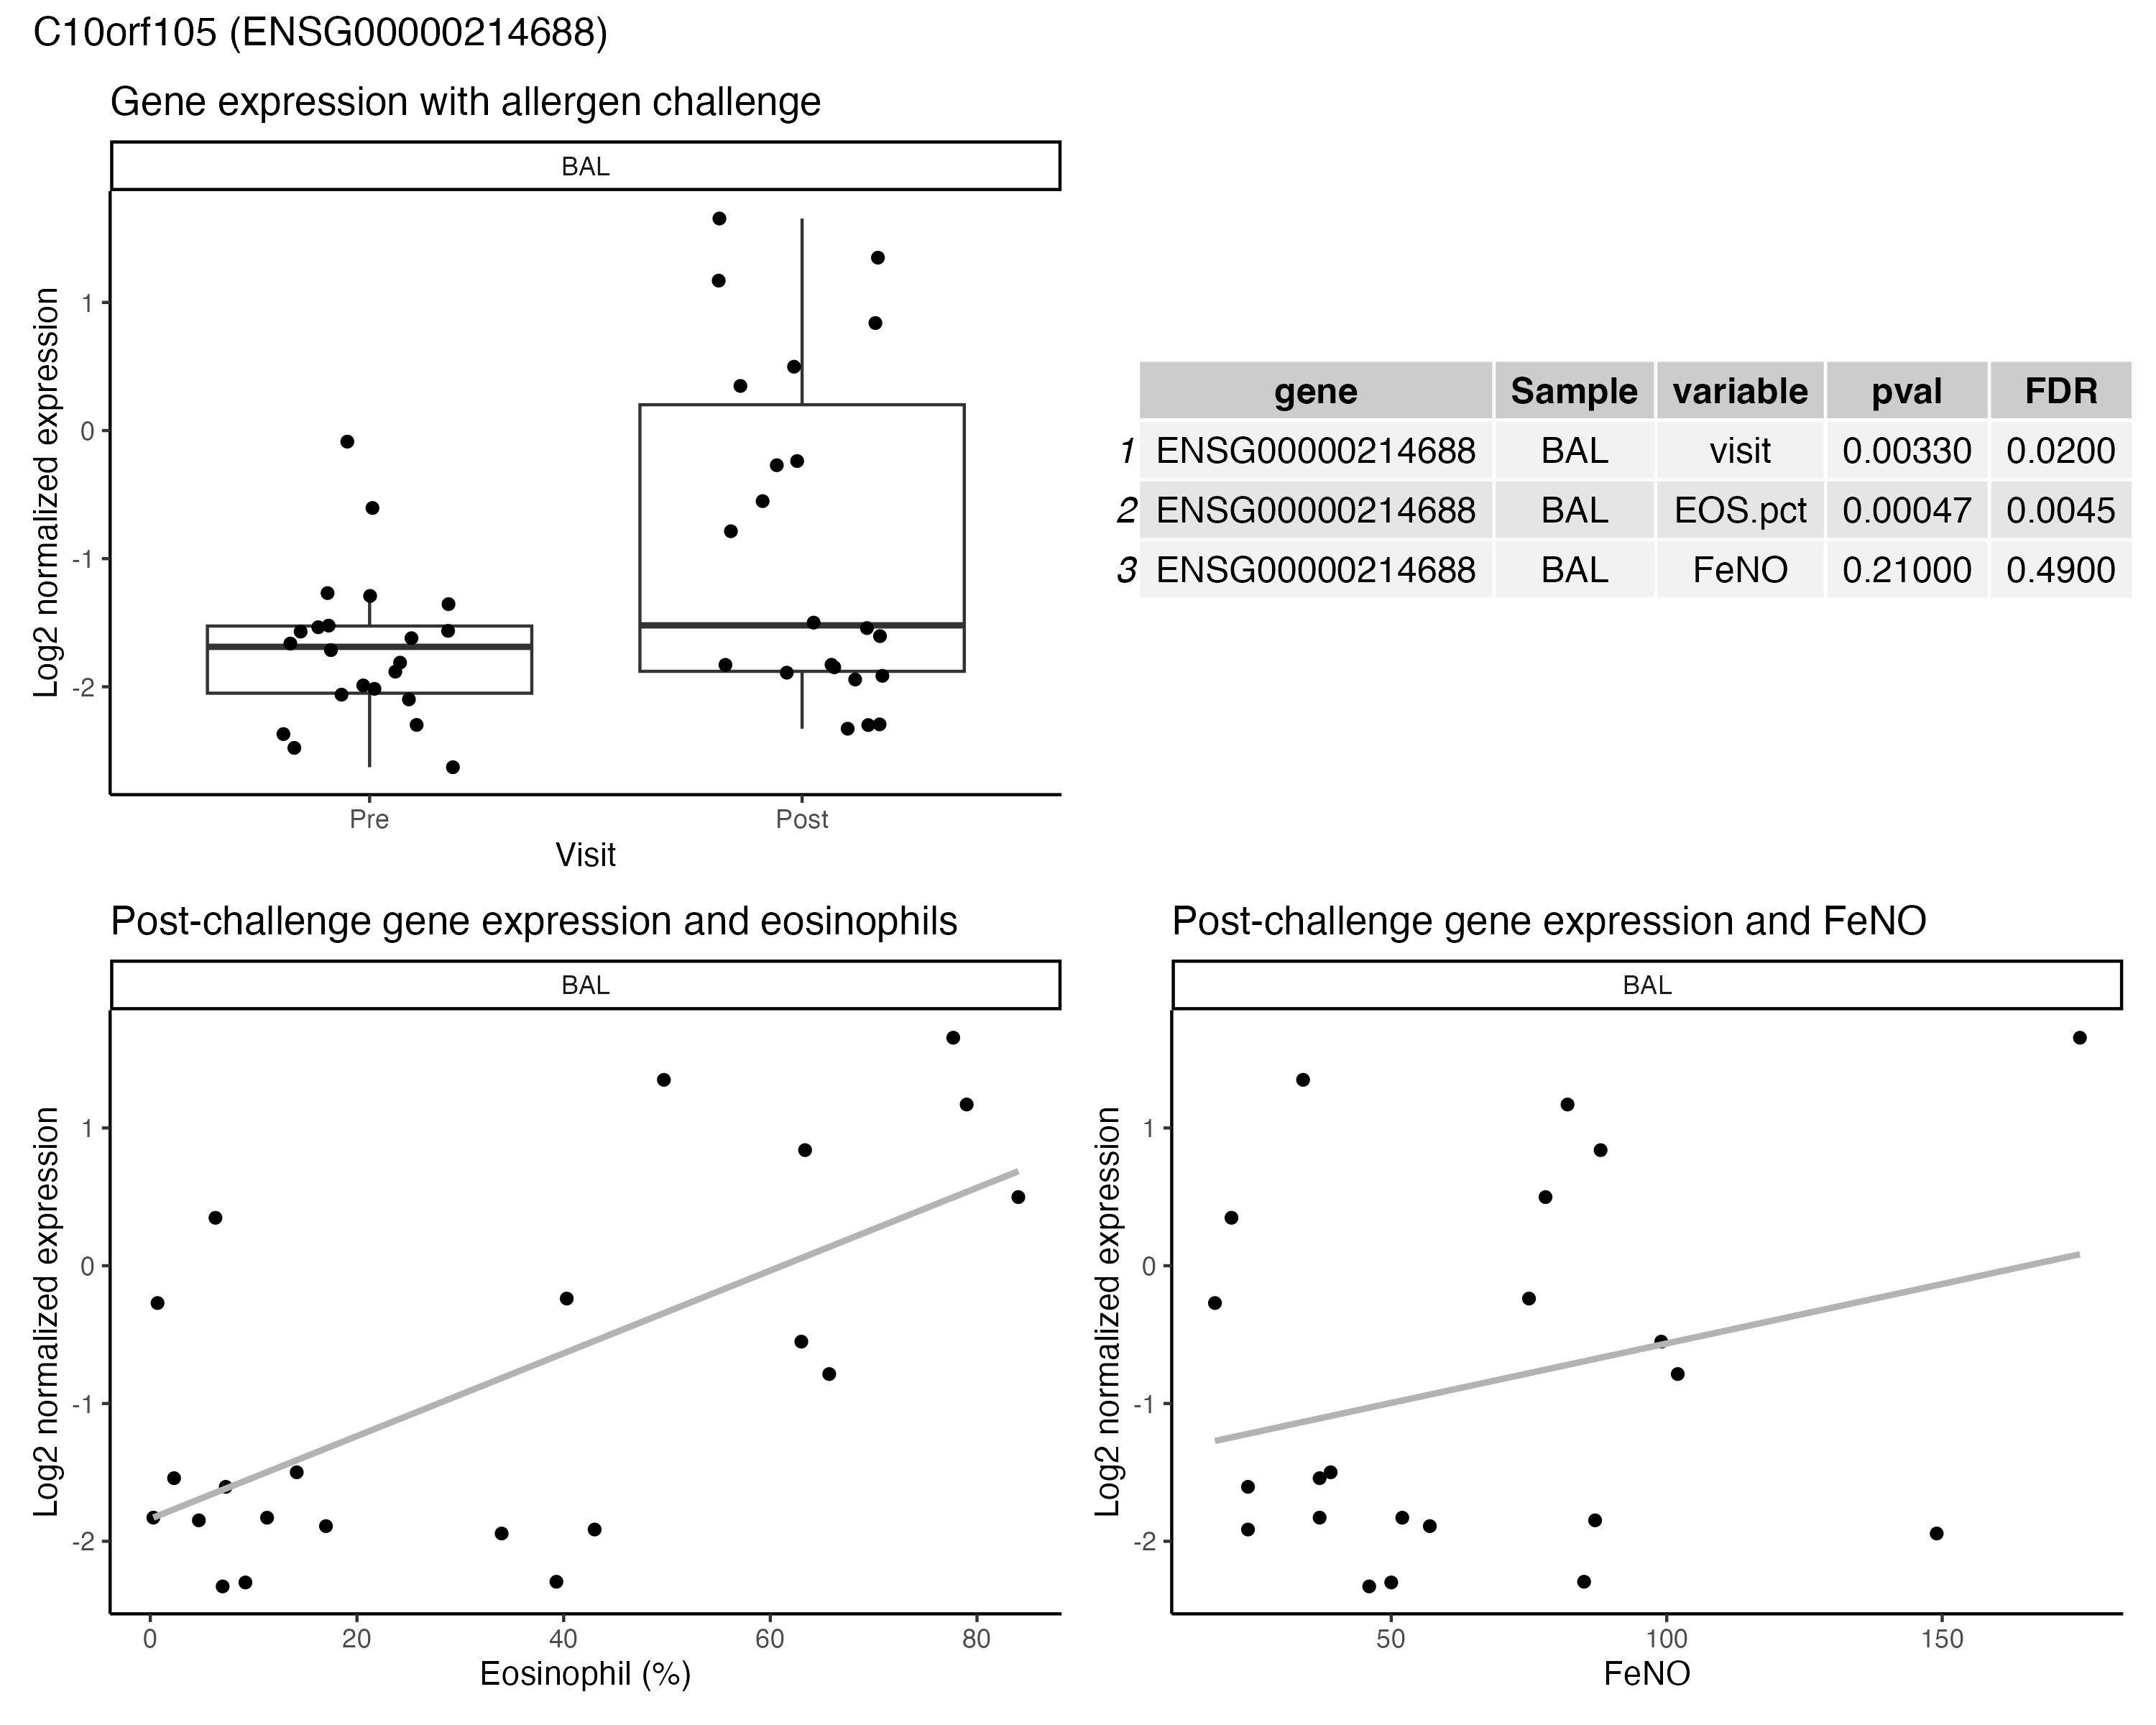 C10orf105 (ENSG00000214688)
Gene expression with allergen challenge
BAL
Log2 normalized expression
1
0
-1
-2
Pre
Post
Visit
gene Sample variable pval FDR
1 ENSG00000214688 BAL visit 0.00330 0.0200
2 ENSG00000214688 BAL EOS.pct 0.00047 0.0045
3 ENSG00000214688 BAL FeNO 0.21000 0.4900
Post-challenge gene expression and eosinophils
BAL
Log2 normalized expression
1
0
-1
-2
0 20 40 60 80
Eosinophil (%)
Post-challenge gene expression and FeNO
BAL
Log2 normalized expression
1
0
-1
-2
50 100 150
FeNO